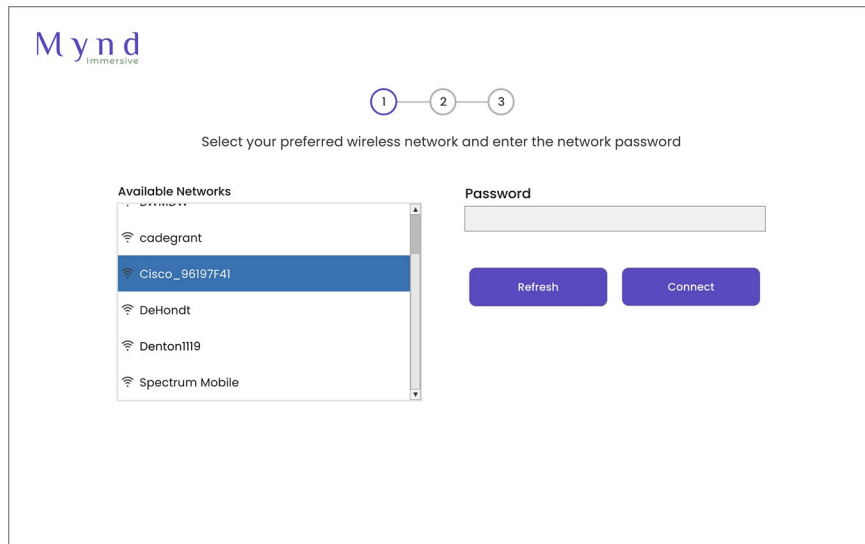 Mynd
Immersive
1 2 3
Select your preferred wireless network and enter the network password
Available Networks
cadegrant
Cisco_96197F41
DeHondt
Denton1119
Spectrum Mobile
Password
Refresh Connect